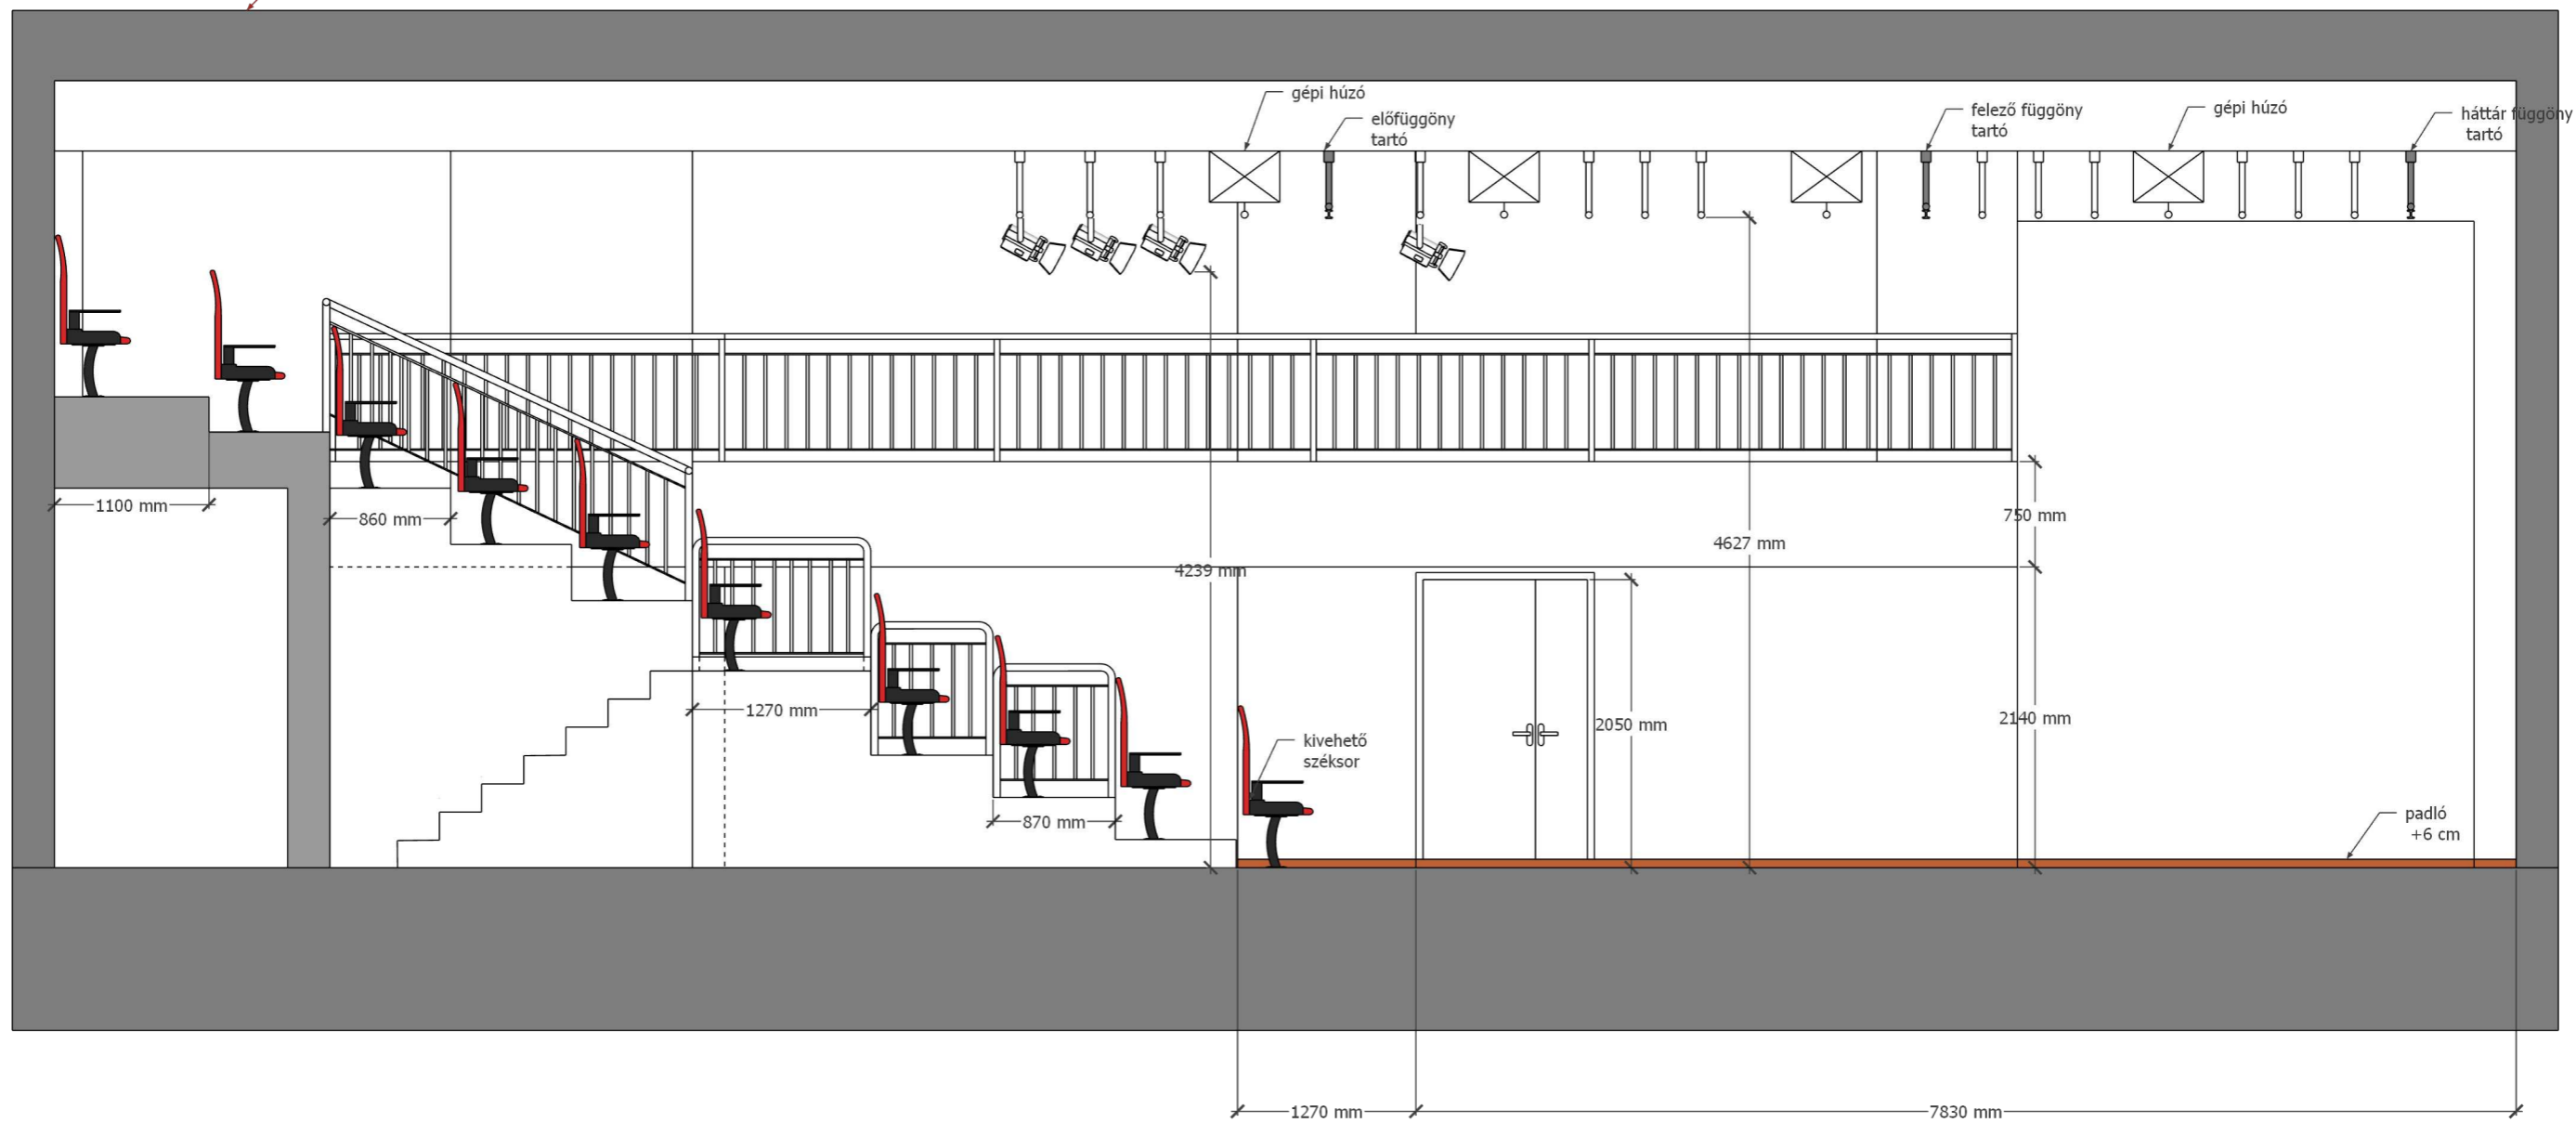 gépi húzó
előfüggöny
tartó
felező függöny
tartó
gépi húzó
háttár függöny
tartó
1100 mm
860 mm
750 mm
4627 mm
4239 mm
1270 mm
2050 mm
2140 mm
kivehető
széksor
870 mm
padló
+6 cm
1270 mm
7830 mm